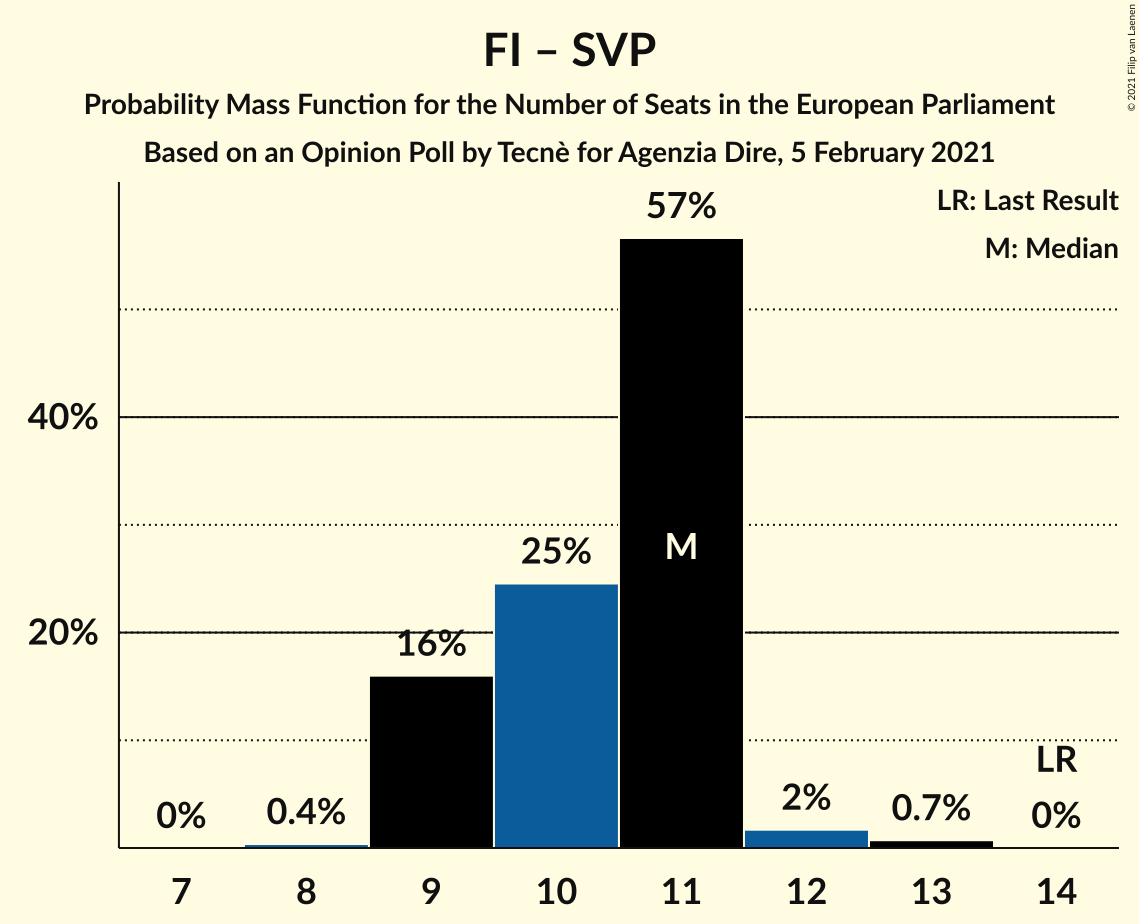 FI – SVP
Probability Mass Function for the Number of Seats in the European Parliament
Based on an Opinion Poll by Tecnè for Agenzia Dire, 5 February 2021
© 2021 Filip van Laenen
LR: Last Result
M: Median
57%
40%
25%
M
20%
16%
LR
0%
0.4%
2%
0.7%
0%
7 8 9 10 11 12 13 14